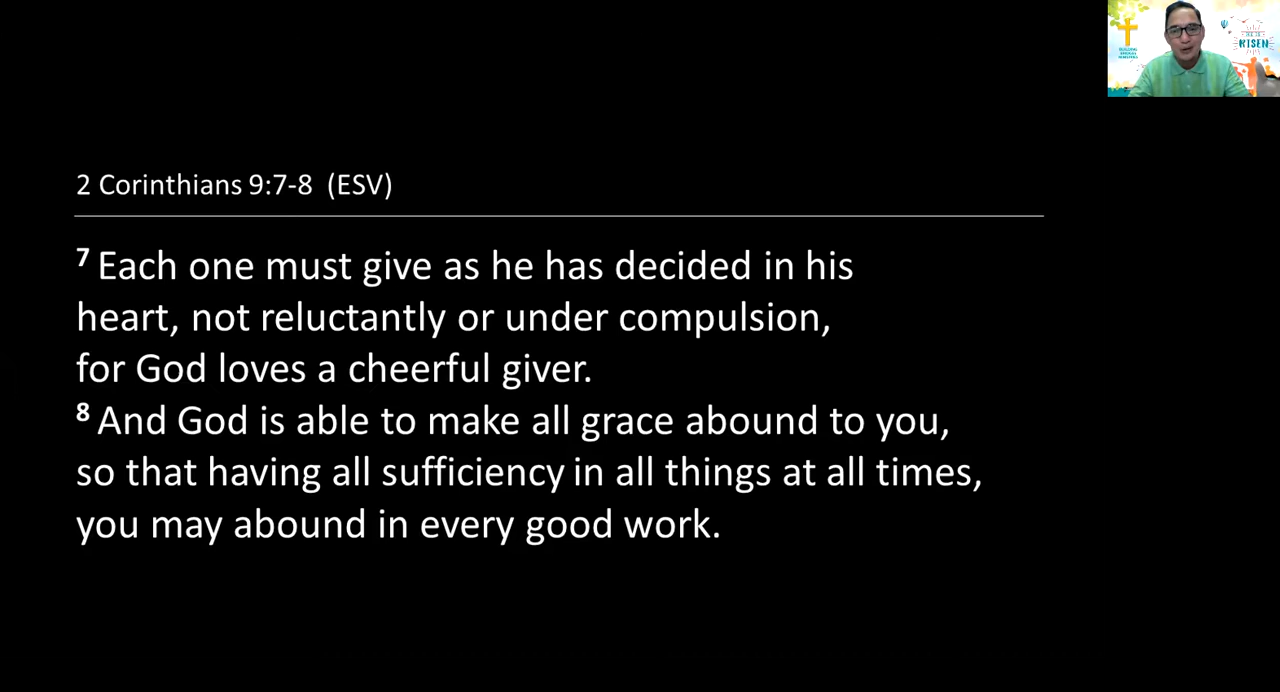 2 Corinthians 9:7-8 (ESV)
7 Each one must give as he has decided in his
heart, not reluctantly or under compulsion,
for God loves a cheerful giver.
8 And God is able to make all grace abound to you,
so that having all sufficiency in all things at all times,
you may abound in every good work.
RISEN